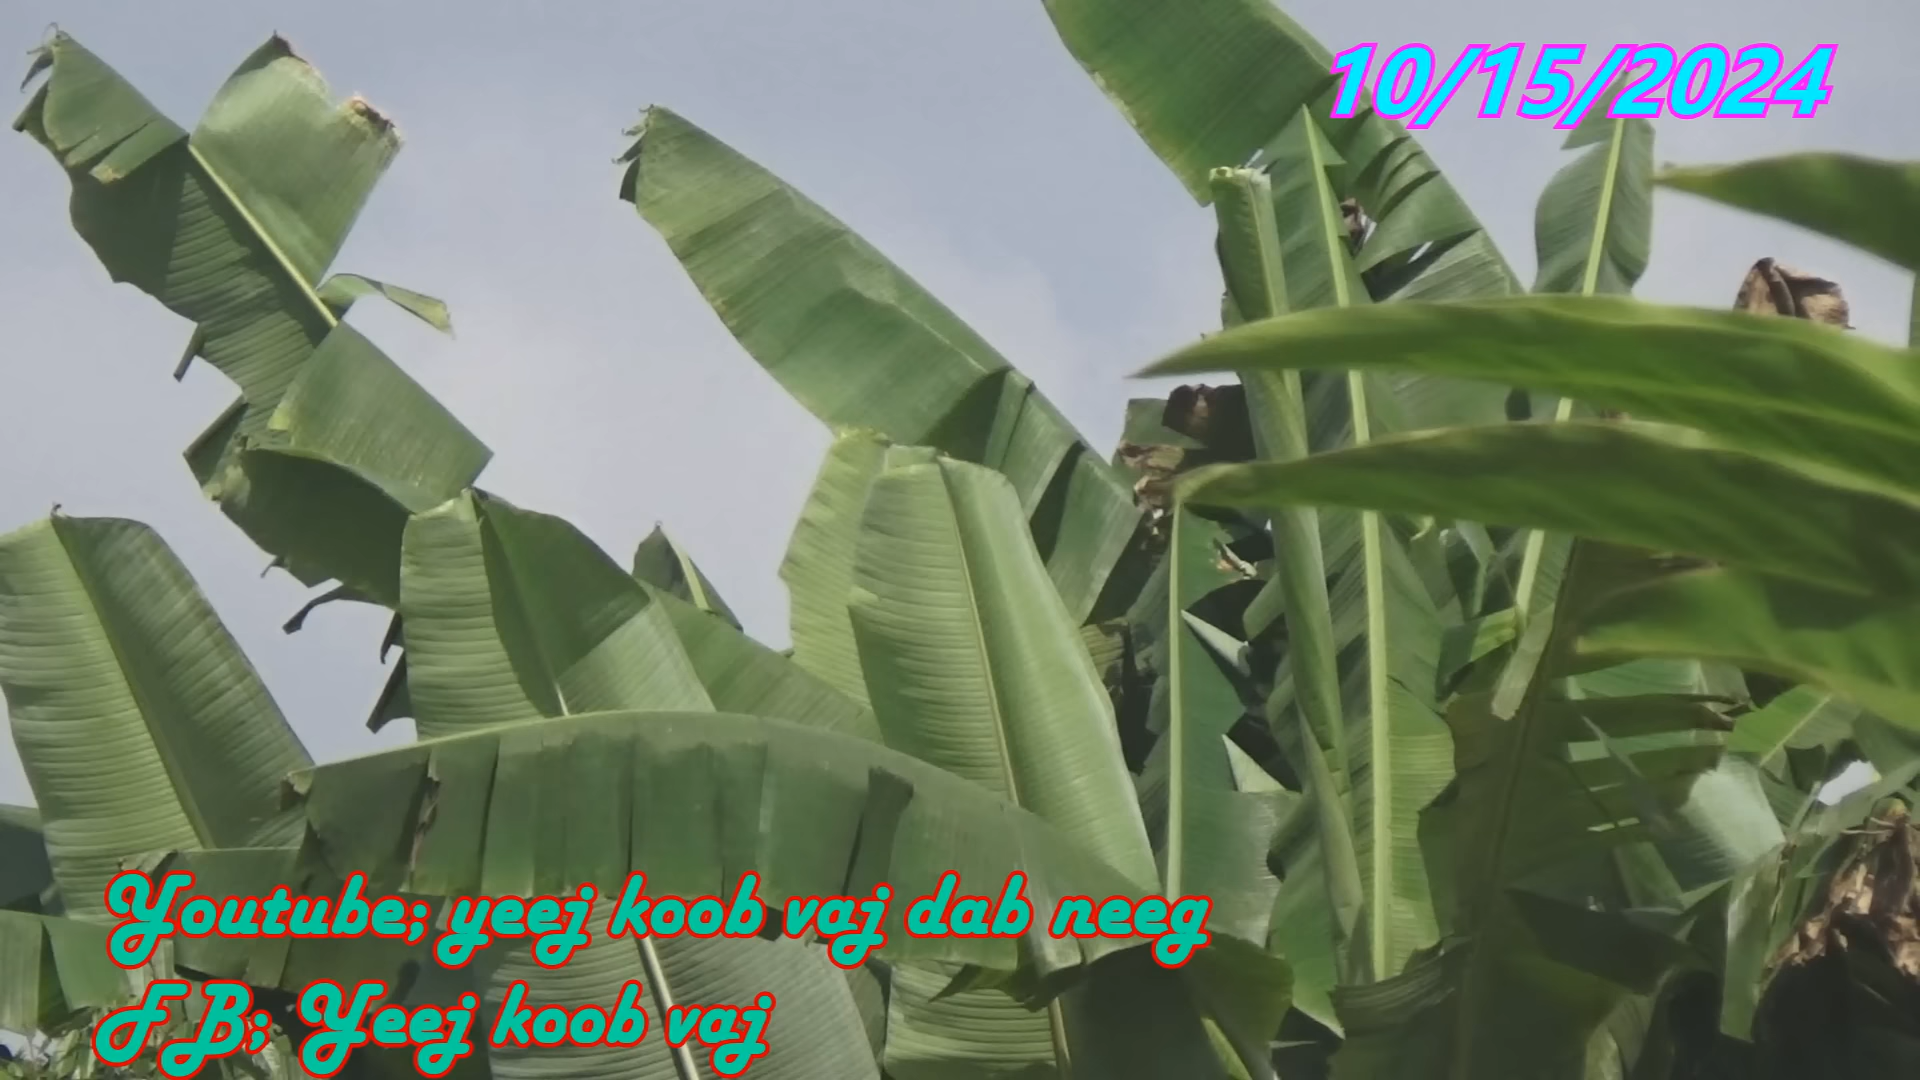 10/15/2024
Youtube; yeej koob vaj dab neeg
FB; Yeej koob vaj